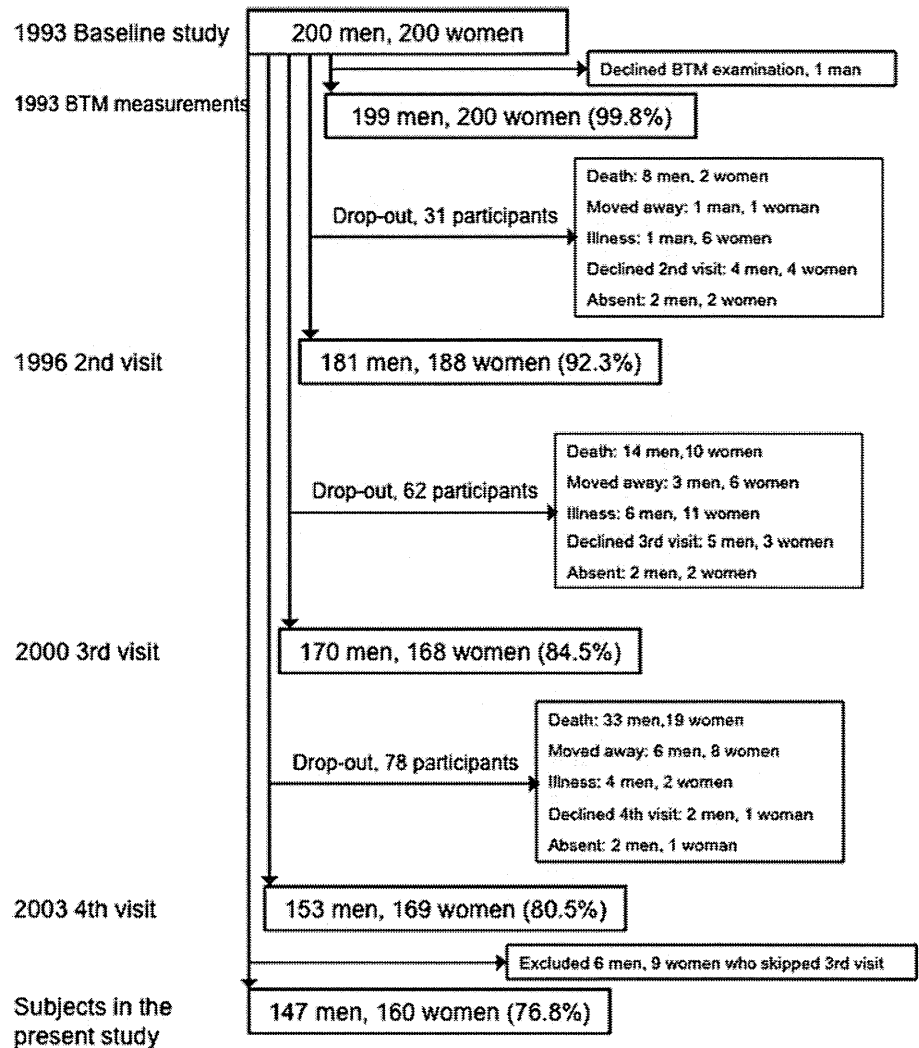 1993 Baseline study
200 men, 200 women
Declined BTM examination, 1 man
1993 BTM measurements
199 men, 200 women (99.8%)
Death: 8 men, 2 women
Moved away: 1 man, 1 woman
Drop-out, 31 participants
Illness: 1 man, 6 women
Declined 2nd visit: 4 men, 4 women
Absent: 2 men, 2 women
1996 2nd visit
181 men, 188 women (92.3%)
Death: 14 men,10 women
Moved away: 3 men, 6 women
Drop-out, 62 participants
Illness: 6 men, 11 women
Declined 3rd visit: 5 men, 3 women
Absent: 2 men, 2 women
2000 3rd visit
170 men, 168 women (84.5%)
Death: 33 men,19 women
Moved away: 6 men, 8 women
Drop-out, 78 participants
Illness: 4 men, 2 women
Declined 4th visit: 2 men, 1 woman
Absent: 2 men, 1 woman
2003 4th visit
153 men, 169 women (80.5%)
Excluded 6 men, 9 women who skipped 3rd visit
Subjects in the
present study
147 men, 160 women (76.8%)